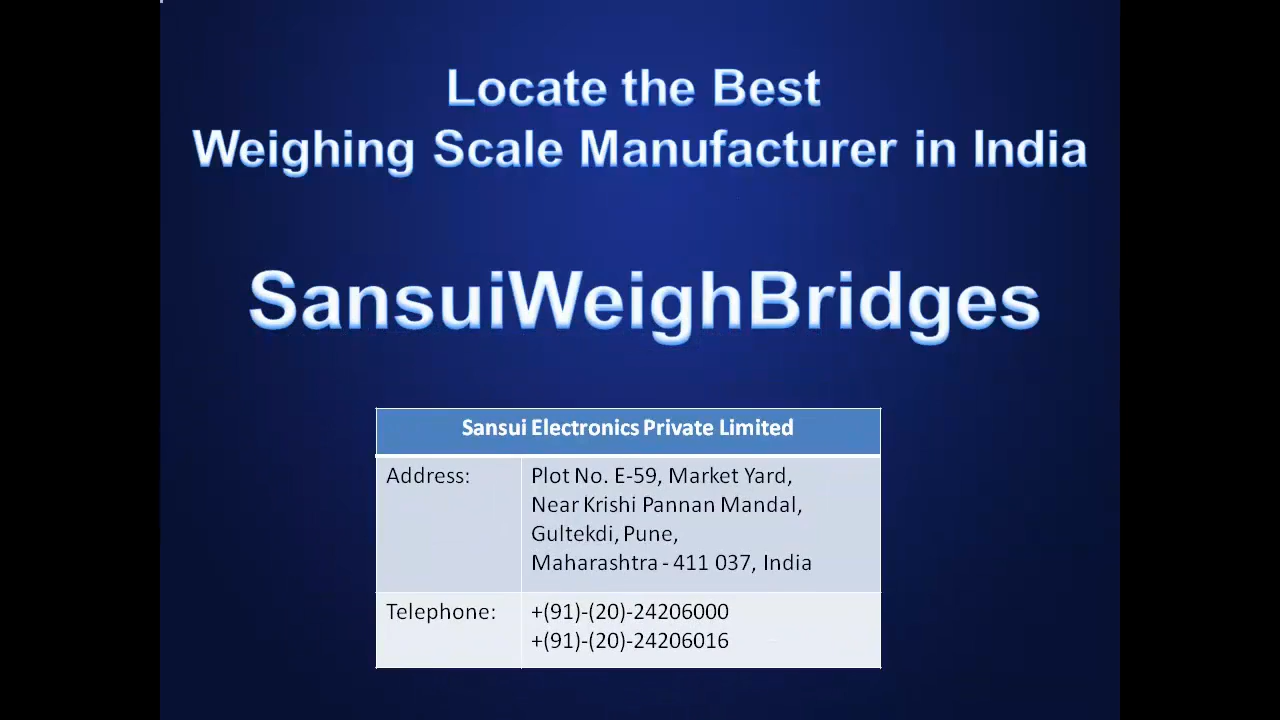 Locate the Best
Weighing Scale Manufacturer in India
SansuiWeighBridges
Sansui Electronics Private Limited
Address: Plot No. E-59, Market Yard,
Near Krishi Pannan Mandal,
Gultekdi, Pune,
Maharashtra - 411 037, India
Telephone: +(91)-(20)-24206000
+(91)-(20)-24206016